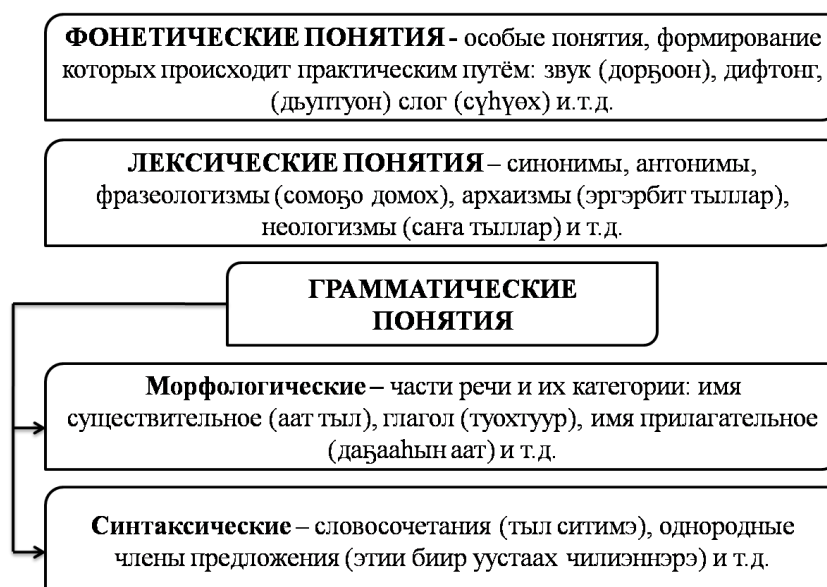 ФОНЕТИЧЕСКИЕ ПОНЯТИЯ - особые понятия, формирование
которых происходит практическим путём: звук (дорҕоон), дифтонг,
(дьуптуон) слог (сүһүөх) и.т.д.
ЛЕКСИЧЕСКИЕ ПОНЯТИЯ – синонимы, антонимы,
фразеологизмы (сомоҕо домох), архаизмы (эргэрбит тыллар),
неологизмы (саҥа тыллар) и т.д.
ГРАММАТИЧЕСКИЕ
ПОНЯТИЯ
Морфологические – части речи и их категории: имя
существительное (аат тыл), глагол (туохтуур), имя прилагательное
(даҕааһын аат) и т.д.
Синтаксические – словосочетания (тыл ситимэ), однородные
члены предложения (этии биир уустаах чилиэннэрэ) и т.д.